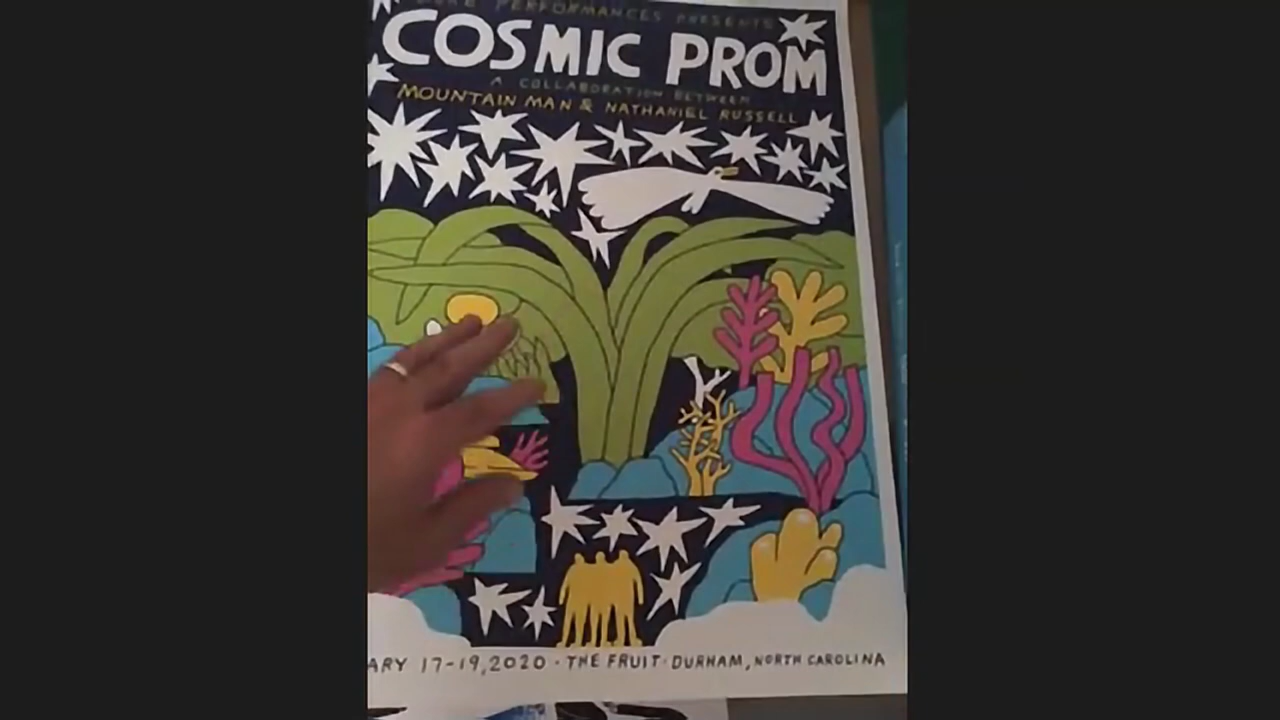 PERFORMANCES PRESENTS
COSMIC PROM
A COLLABORATION BETWEEN
MOUNTAIN MAN & NATHANIEL RUSSELL
ARY 17-19, 2020 · THE FRUIT · DURHAM, NORTH CAROLINA